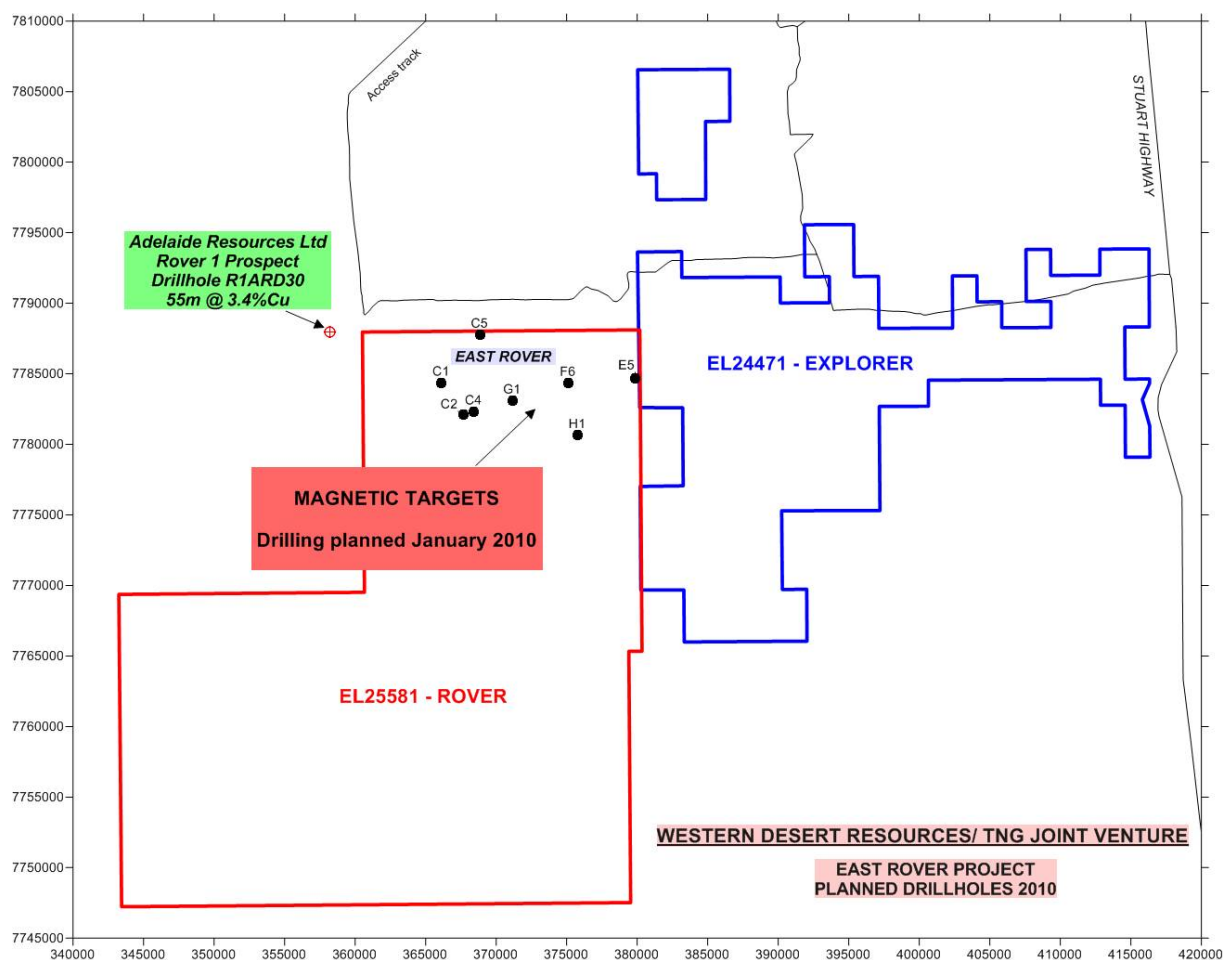 7810000
7805000
7800000
7795000
7790000
7785000
7780000
7775000
7770000
7765000
7760000
7755000
7750000
7745000
340000 345000 350000 355000 360000 365000 370000 375000 380000 385000 390000 395000 400000 405000 410000 415000 420000
Access track
STUART HIGHWAY
Adelaide Resources Ltd
Rover 1 Prospect
Drillhole R1ARD30
55m @ 3.4%Cu
C5
EAST ROVER
C1
C2
C4
G1
F6
E5
H1
EL24471 - EXPLORER
MAGNETIC TARGETS
Drilling planned January 2010
EL25581 - ROVER
WESTERN DESERT RESOURCES/ TNG JOINT VENTURE
EAST ROVER PROJECT
PLANNED DRILLHOLES 2010